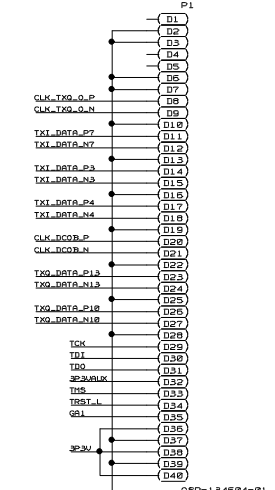 P1
D1
D2
D3
D4
D5
D6
D7
CLK_TXQ_O_P D8
CLK_TXQ_O_N D9
D10
TXI_DATA_P7 D11
TXI_DATA_N7 D12
D13
TXI_DATA_P3 D14
TXI_DATA_N3 D15
D16
TXI_DATA_P4 D17
TXI_DATA_N4 D18
D19
CLK_DCOB_P D20
CLK_DCOB_N D21
D22
TXQ_DATA_P13 D23
TXQ_DATA_N13 D24
D25
TXQ_DATA_P10 D26
TXQ_DATA_N10 D27
D28
TCK D29
TDI D30
TDO D31
3P3VAUX D32
TMS D33
TRST_L D34
GA1 D35
D36
D37
3P3V D38
D39
D40